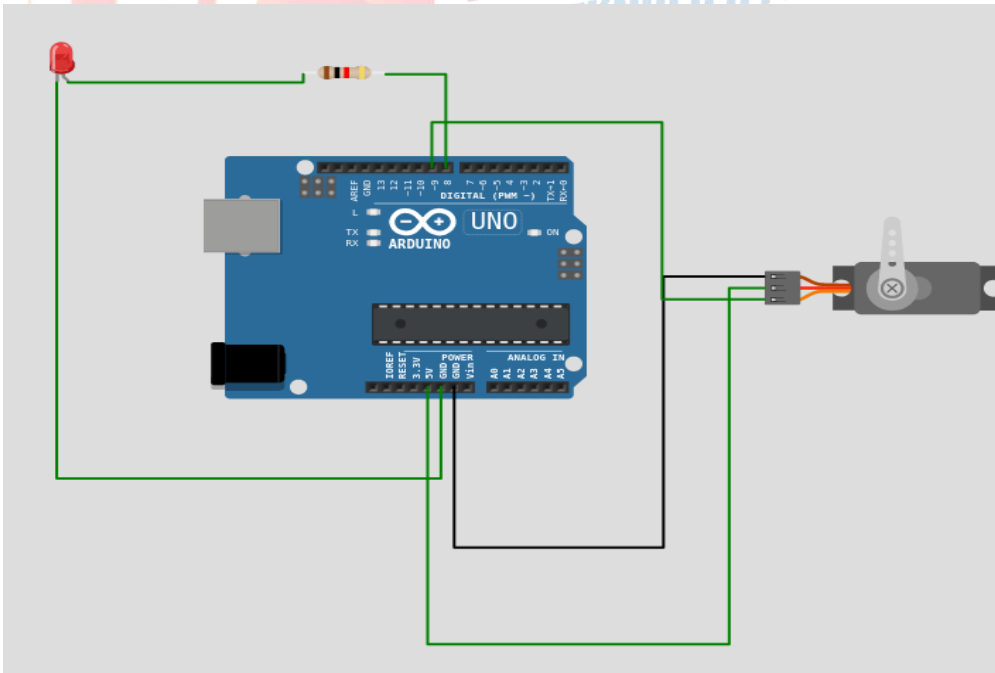 AREF
GND
13
12
~11
~10
~9
8
7
~6
~5
4
~3
2
TX→1
RX←0
DIGITAL (PWM ~)
L
TX
RX
UNO
ARDUINO
ON
IOREF
RESET
3.3V
5V
GND
GND
Vin
POWER
ANALOG IN
A0
A1
A2
A3
A4
A5